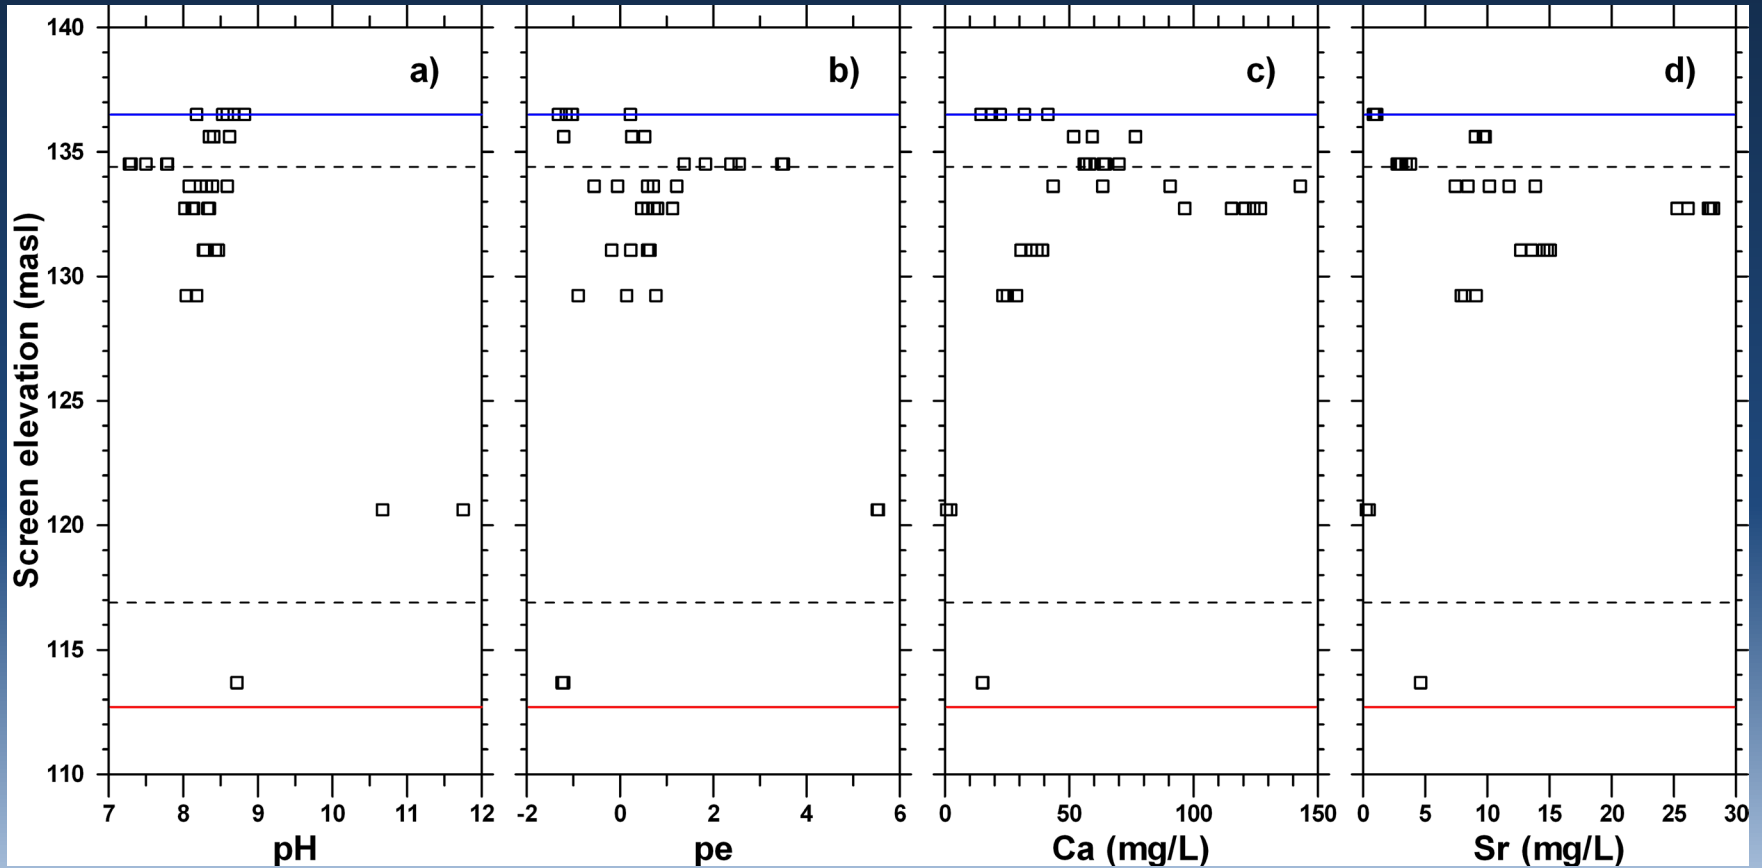 a) b) c) d)
140
135
130
125
120
115
110
Screen elevation (masl)
7 8 9 10 11 12
-2 0 2 4 6
0 50 100 150
0 5 10 15 20 25 30
pH pe Ca (mg/L) Sr (mg/L)